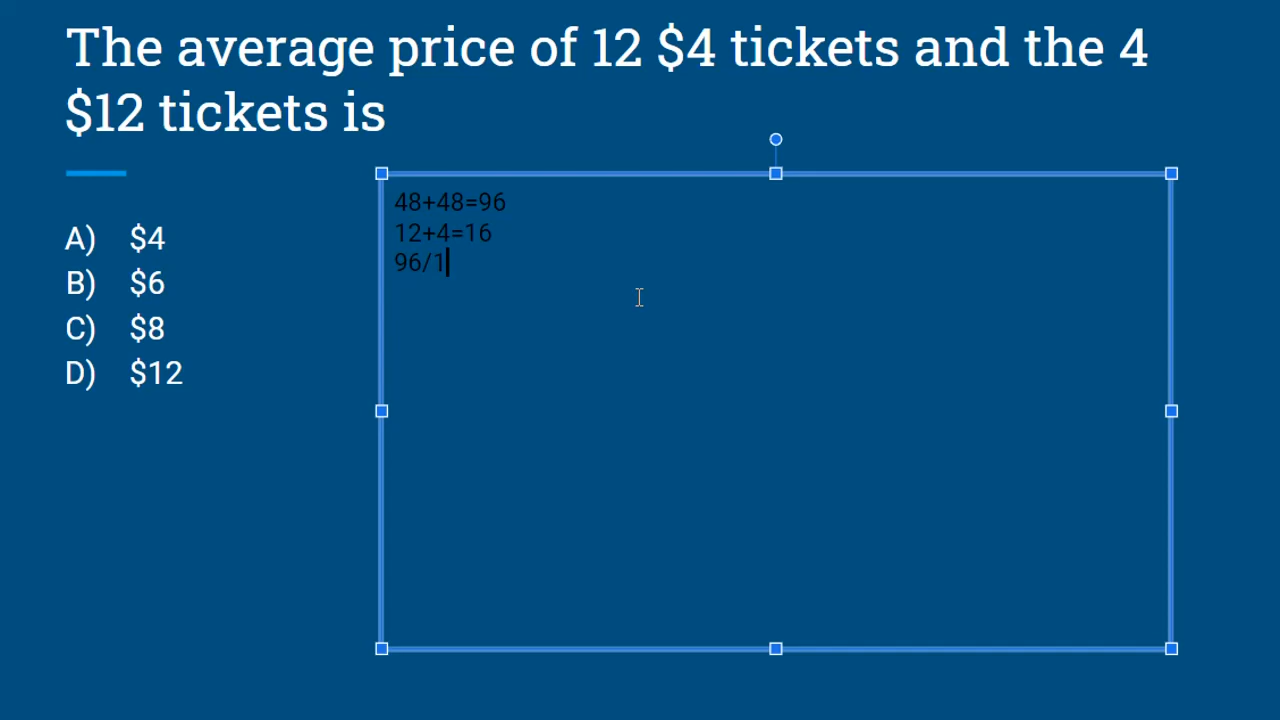 The average price of 12 $4 tickets and the 4
$12 tickets is
A) $4
B) $6
C) $8
D) $12
48+48=96
12+4=16
96/1